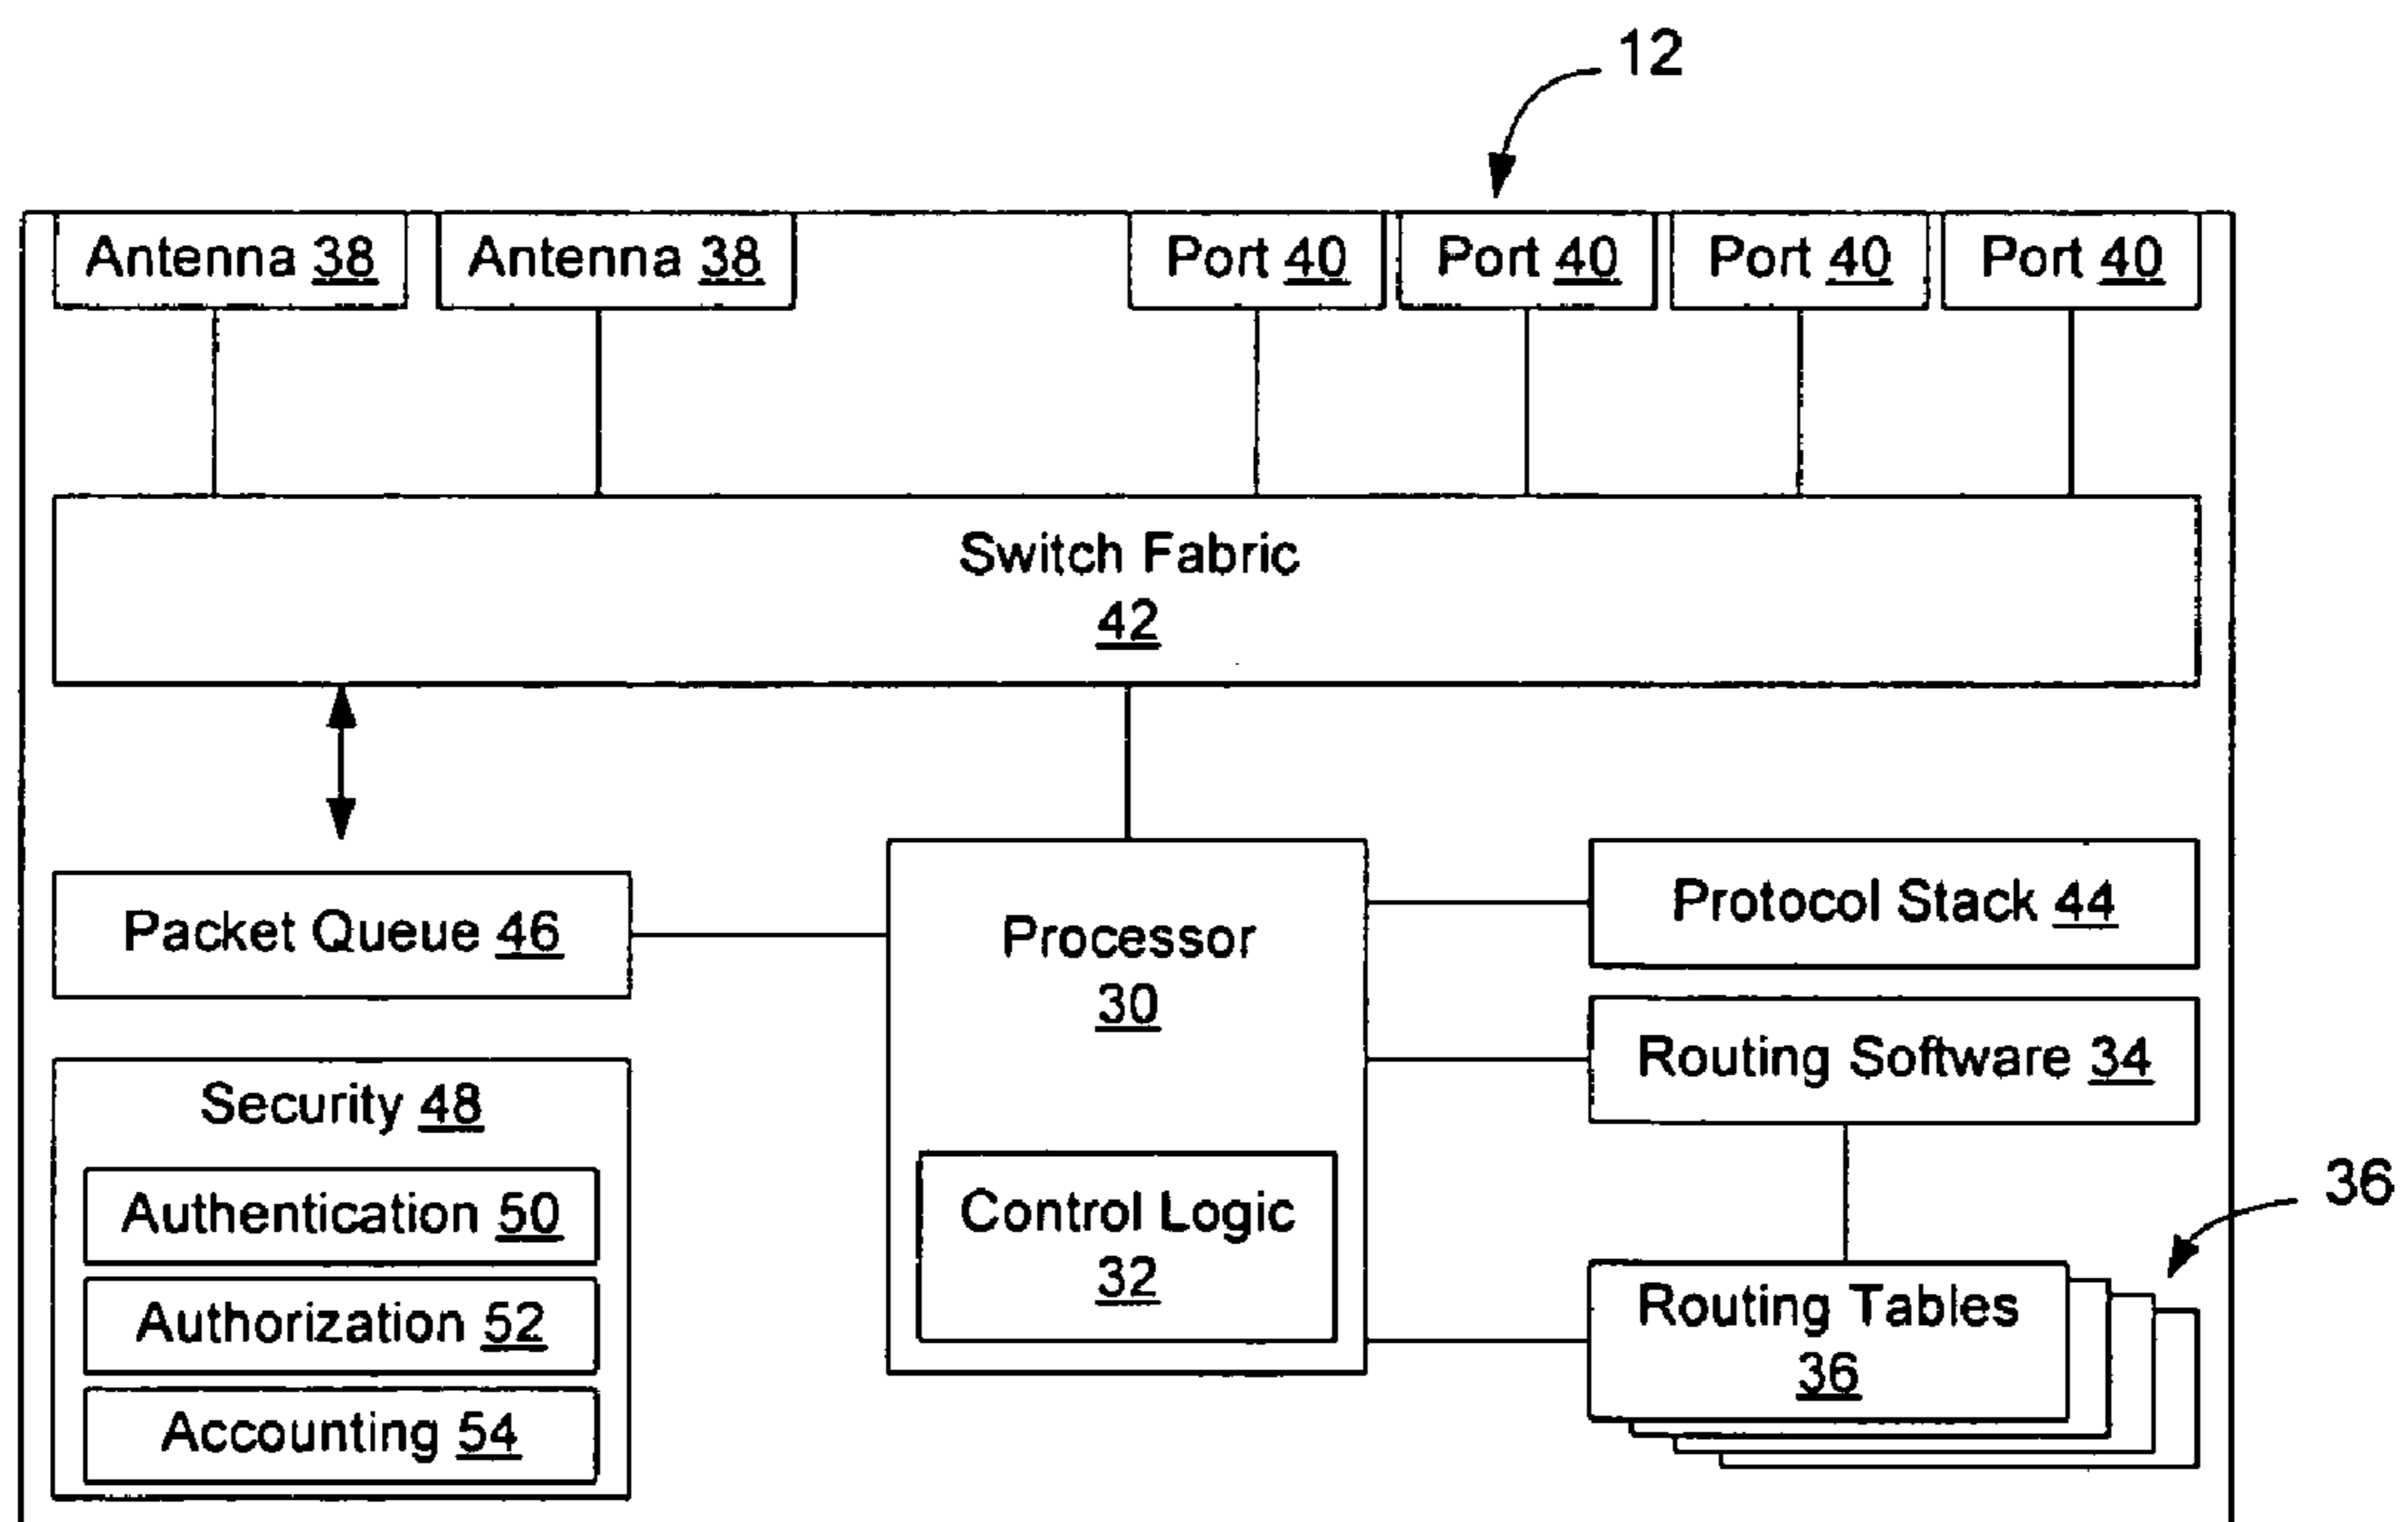 12
Antenna 38
Antenna 38
Port 40
Port 40
Port 40
Port 40
Switch Fabric
42
Packet Queue 46
Processor
30
Protocol Stack 44
Routing Software 34
Security 48
Authentication 50
Authorization 52
Accounting 54
Control Logic
32
36
Routing Tables
36